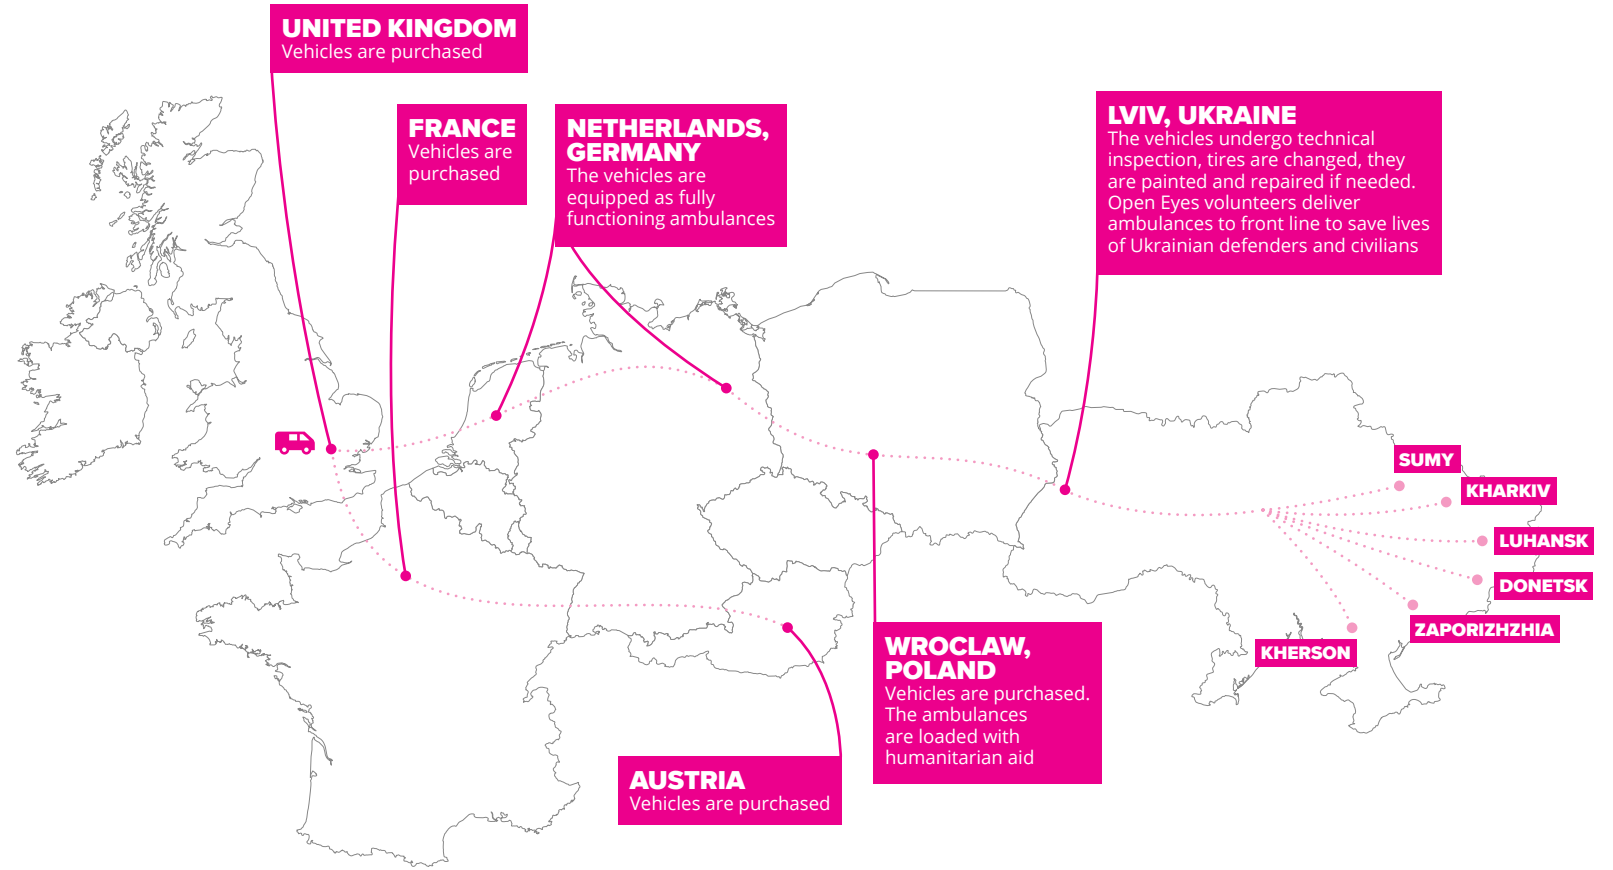 UNITED KINGDOM
Vehicles are purchased
FRANCE
Vehicles are
purchased
NETHERLANDS,
GERMANY
The vehicles are
equipped as fully
functioning ambulances
LVIV, UKRAINE
The vehicles undergo technical
inspection, tires are changed, they
are painted and repaired if needed.
Open Eyes volunteers deliver
ambulances to front line to save lives
of Ukrainian defenders and civilians
SUMY
KHARKIV
LUHANSK
DONETSK
ZAPORIZHZHIA
KHERSON
WROCLAW,
POLAND
Vehicles are purchased.
The ambulances
are loaded with
humanitarian aid
AUSTRIA
Vehicles are purchased